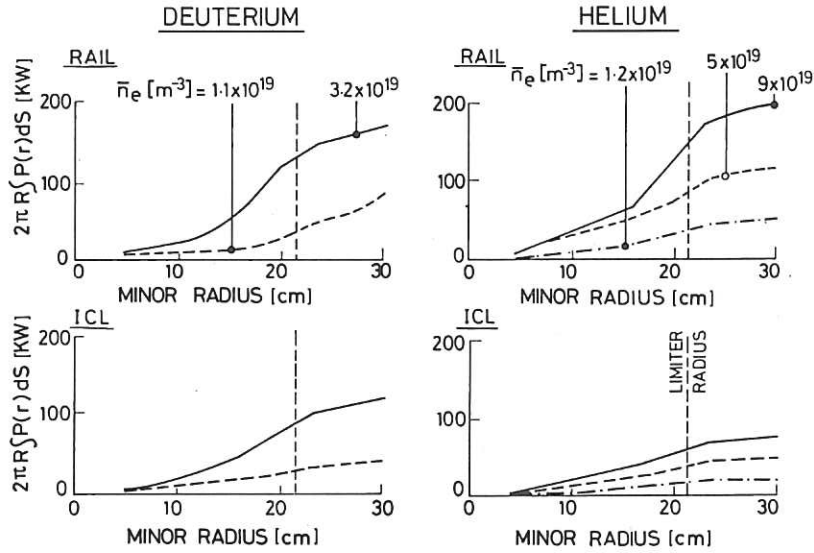 DEUTERIUM
HELIUM
RAIL
n̄e [m⁻³] = 1.1x10¹⁹
3.2x10¹⁹
2πR∫P(r)dS [KW]
200
100
0
0
10
20
30
MINOR RADIUS [cm]
RAIL
n̄e [m⁻³] = 1.2x10¹⁹
5x10¹⁹
9x10¹⁹
200
100
0
0
10
20
30
MINOR RADIUS [cm]
ICL
2πR∫P(r)dS [KW]
200
100
0
0
10
20
30
MINOR RADIUS [cm]
ICL
LIMITER
RADIUS
200
100
0
0
10
20
30
MINOR RADIUS [cm]